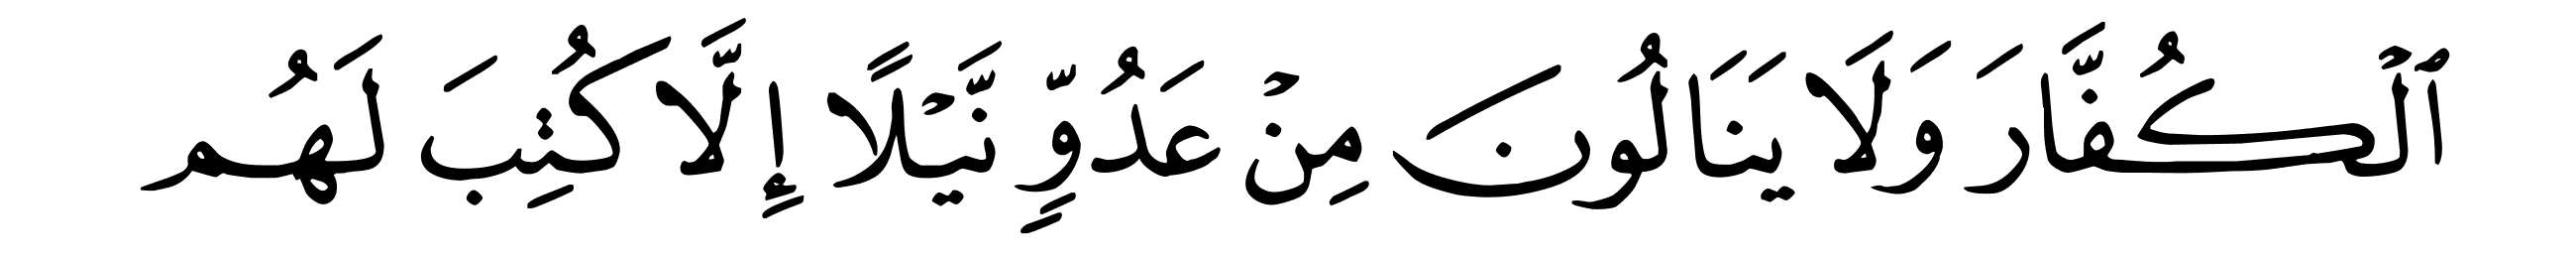 ٱلْكُفَّارَ وَلَا يَنَالُونَ مِنْ عَدُوٍّ نَّيْلًا إِلَّا كُتِبَ لَهُم